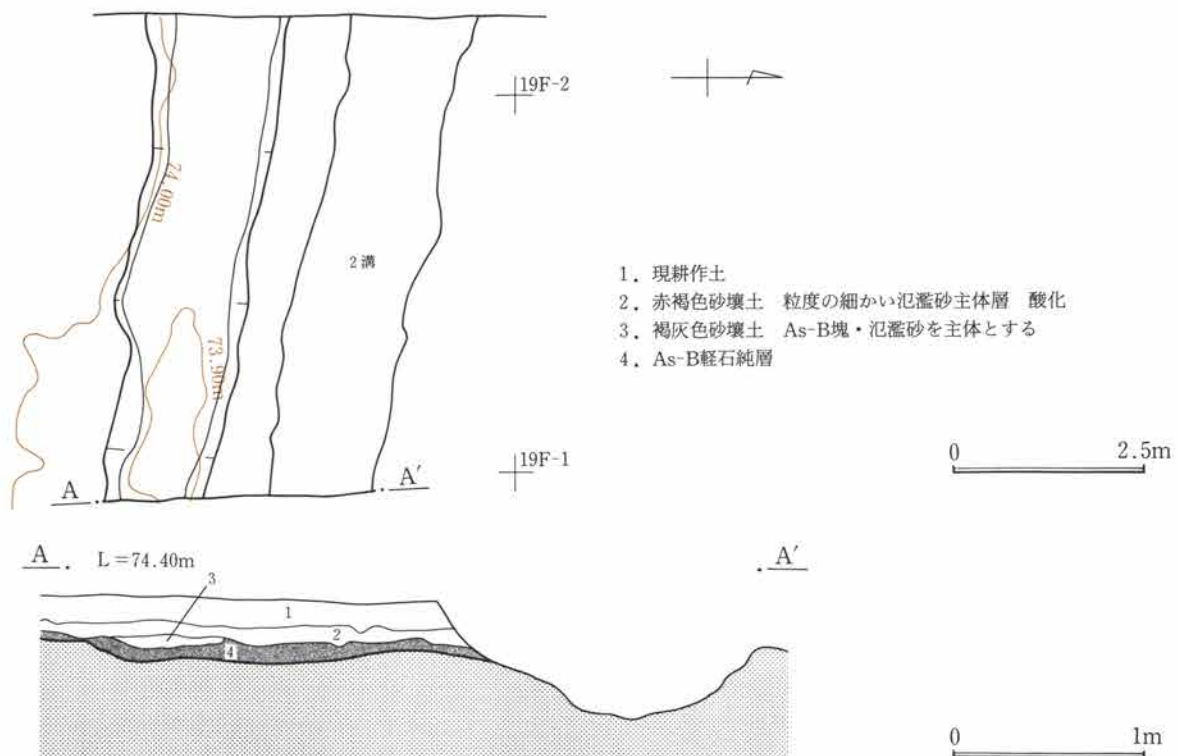 19F-2
74.00m
2溝
1. 現耕作土
2. 赤褐色砂壌土 粒度の細かい氾濫砂主体層 酸化
3. 褐灰色砂壌土 As-B塊・氾濫砂を主体とする
4. As-B軽石純層
73.90m
0 2.5m
19F-1
A A′
A L=74.40m A′
3
1
2
4
0 1m